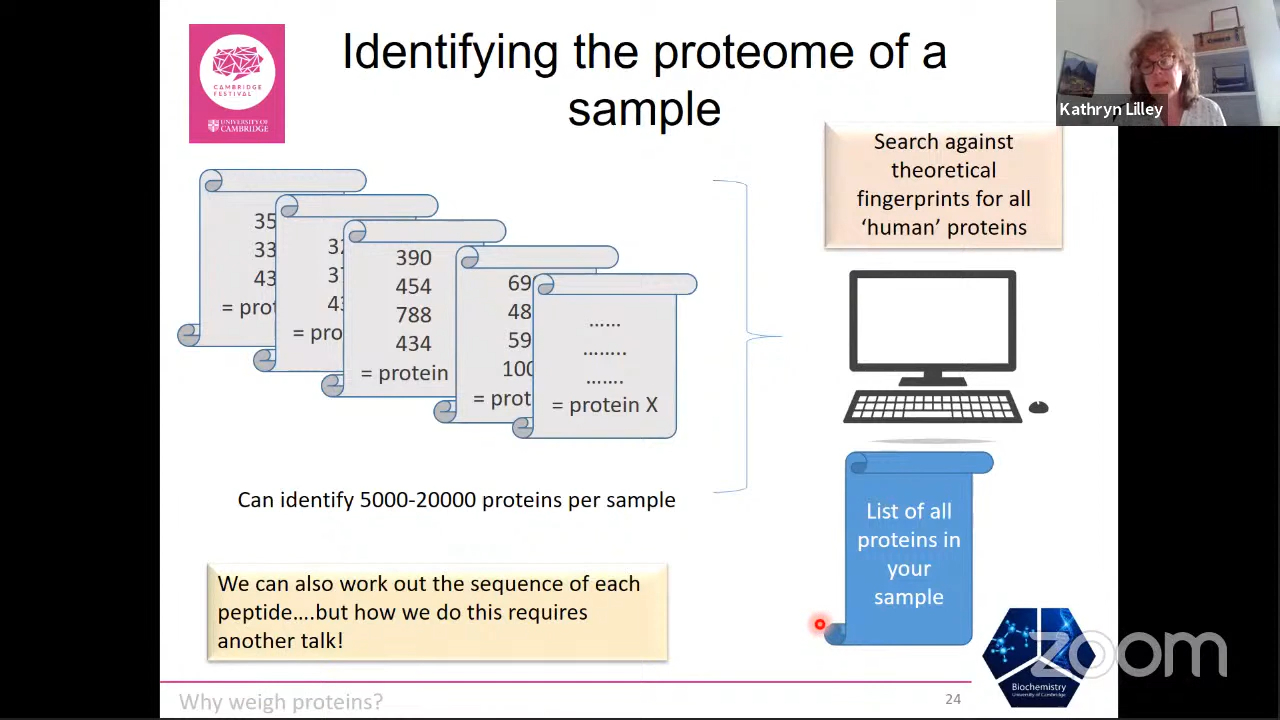 Identifying the proteome of a
sample
CAMBRIDGE
FESTIVAL
UNIVERSITY OF
CAMBRIDGE
Kathryn Lilley
Search against
theoretical
fingerprints for all
‘human’ proteins
35
33
43
= prot
32
37
43
= pro
390
454
788
434
= protein
69
48
59
100
= prot
......
........
.......
= protein X
Can identify 5000-20000 proteins per sample
List of all
proteins in
your
sample
We can also work out the sequence of each
peptide....but how we do this requires
another talk!
Biochemistry
University of Cambridge
zoom
Why weigh proteins?
24